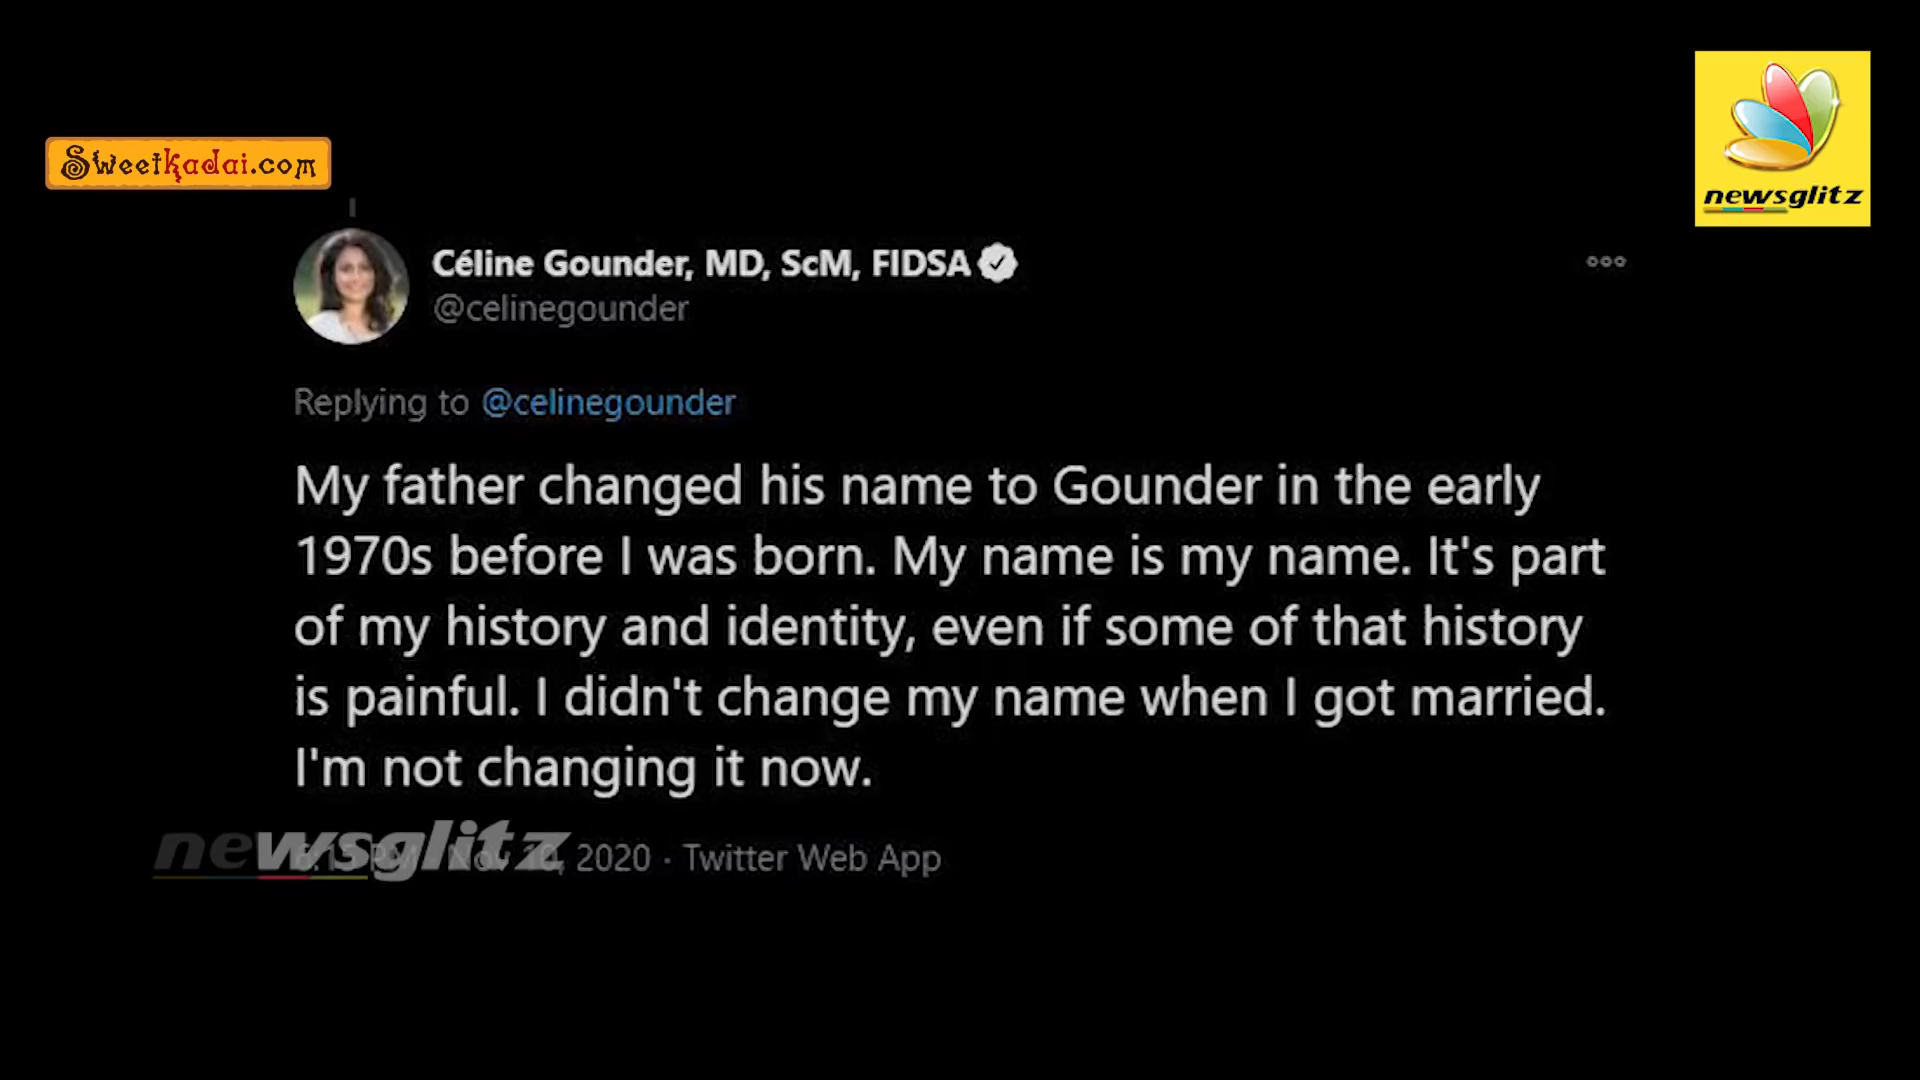 Sweetkadai.com
newsglitz
Céline Gounder, MD, ScM, FIDSA
@celinegounder
Replying to @celinegounder
My father changed his name to Gounder in the early
1970s before I was born. My name is my name. It's part
of my history and identity, even if some of that history
is painful. I didn't change my name when I got married.
I'm not changing it now.
newsglitz
Nov 10, 2020 · Twitter Web App